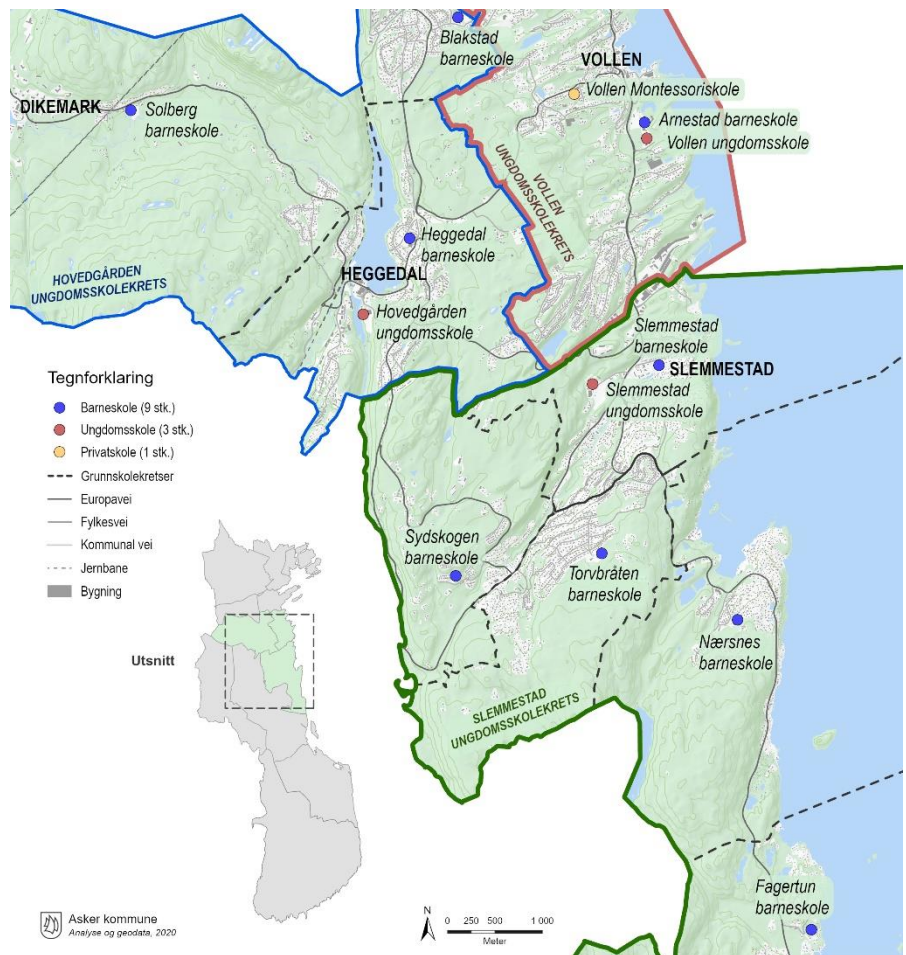 Blakstad
barneskole
VOLLEN
Vollen Montessoriskole
DIKEMARK
Solberg
barneskole
Arnestad barneskole
Vollen ungdomsskole
VOLLEN
UNGDOMSSKOLEKRETS
Heggedal
barneskole
HEGGEDAL
HOVEDGÅRDEN
UNGDOMSSKOLEKRETS
Hovedgården
ungdomsskole
Slemmestad
barneskole
SLEMMESTAD
Slemmestad
ungdomsskole
Tegnforklaring
Barneskole (9 stk.)
Ungdomsskole (3 stk.)
Privatskole (1 stk.)
Grunnskolekretser
Europavei
Fylkesvei
Kommunal vei
Jernbane
Bygning
Sydskogen
barneskole
Torvbråten
barneskole
Nærsnes
barneskole
Utsnitt
SLEMMESTAD
UNGDOMSSKOLEKRETS
Fagertun
barneskole
Asker kommune
Analyse og geodata, 2020
N
0 250 500 1 000
Meter